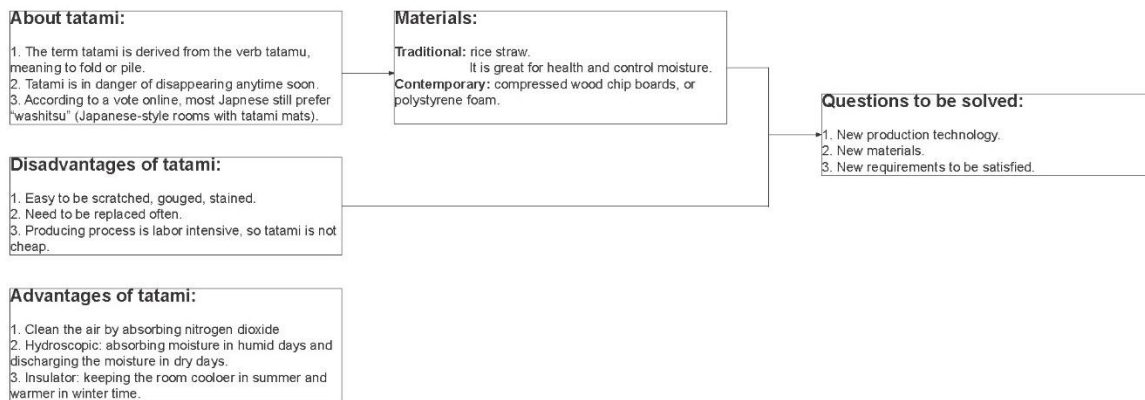 About tatami:
1. The term tatami is derived from the verb tatamu,
meaning to fold or pile.
2. Tatami is in danger of disappearing anytime soon.
3. According to a vote online, most Japnese still prefer
“washitsu” (Japanese-style rooms with tatami mats).
Materials:
Traditional: rice straw.
It is great for health and control moisture.
Contemporary: compressed wood chip boards, or
polystyrene foam.
Disadvantages of tatami:
1. Easy to be scratched, gouged, stained.
2. Need to be replaced often.
3. Producing process is labor intensive, so tatami is not
cheap.
Questions to be solved:
1. New production technology.
2. New materials.
3. New requirements to be satisfied.
Advantages of tatami:
1. Clean the air by absorbing nitrogen dioxide
2. Hydroscopic: absorbing moisture in humid days and
discharging the moisture in dry days.
3. Insulator: keeping the room cooloer in summer and
warmer in winter time.